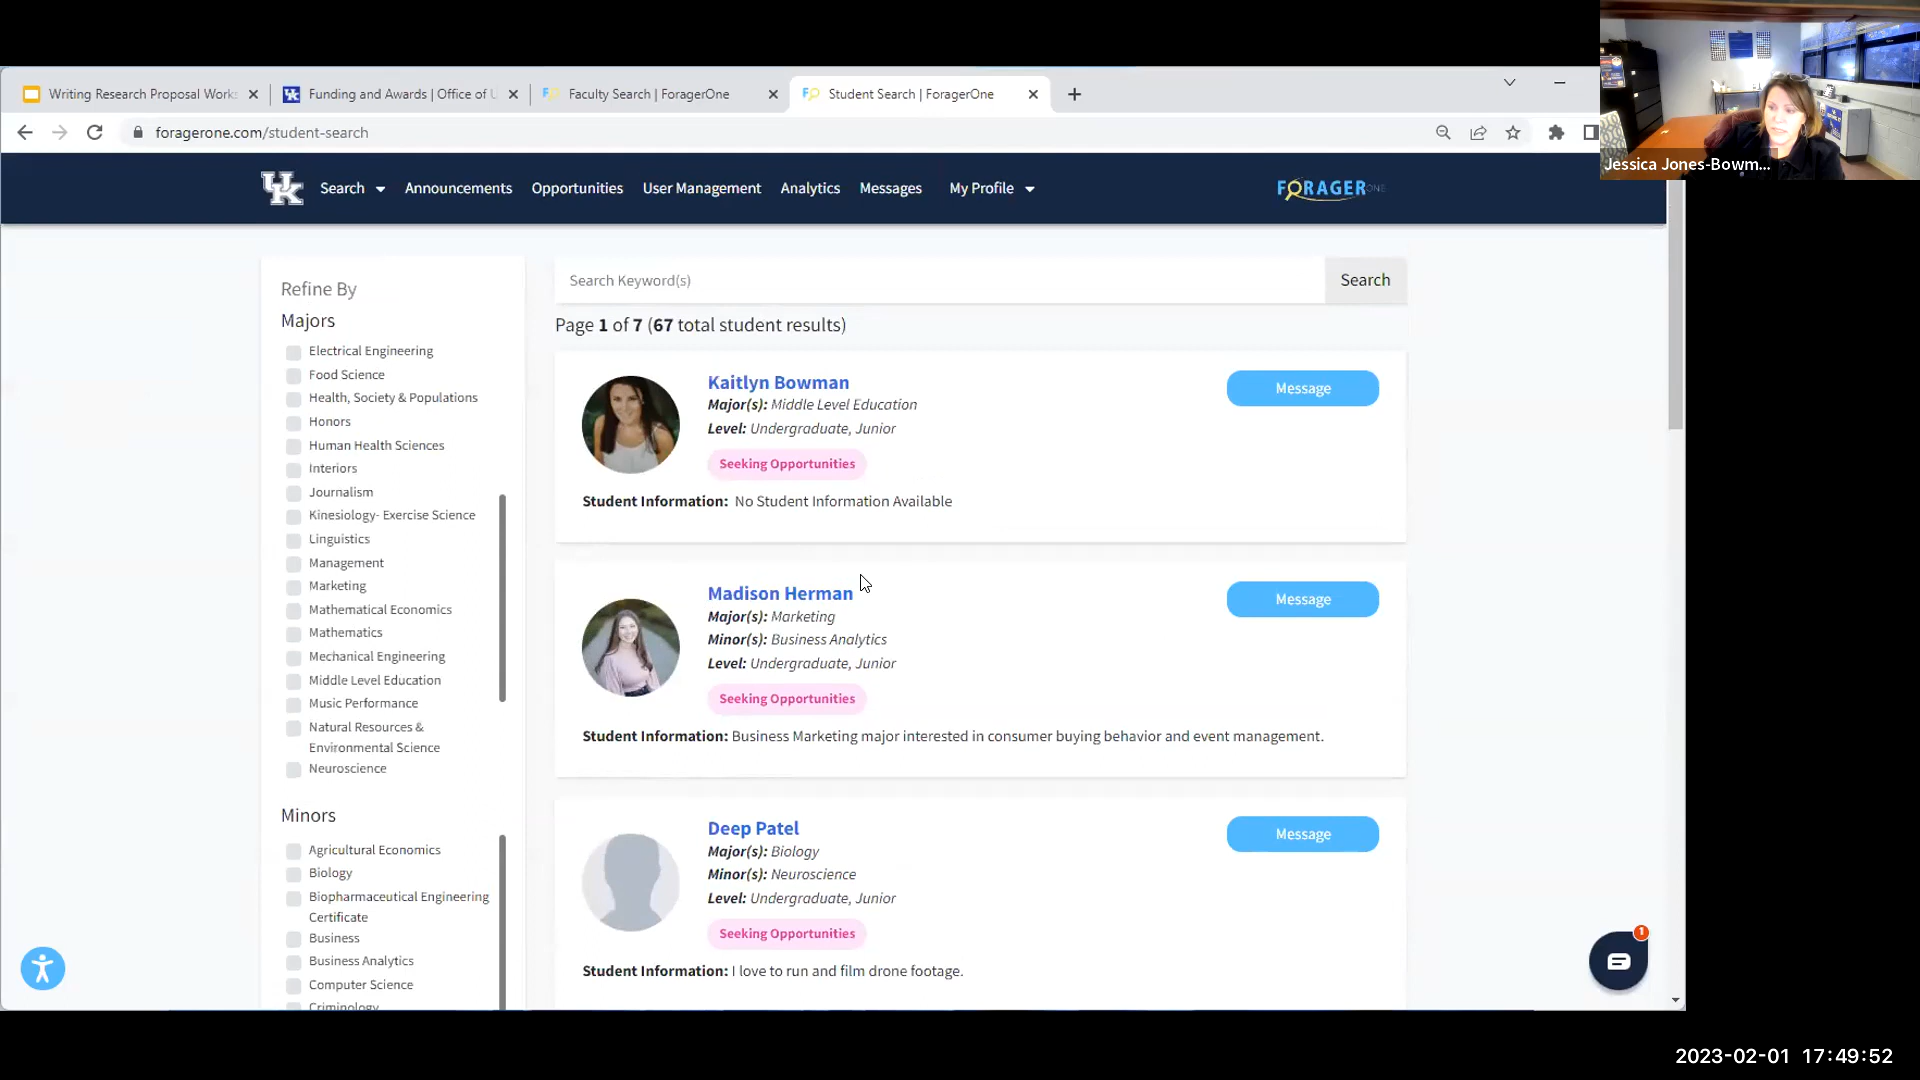 Writing Research Proposal Works
Funding and Awards | Office of U
Faculty Search | ForagerOne
Student Search | ForagerOne
foragerone.com/student-search
Jessica Jones-Bowm...
UK
Search
Announcements
Opportunities
User Management
Analytics
Messages
My Profile
FORAGER ONE
Refine By
Majors
Electrical Engineering
Food Science
Health, Society & Populations
Honors
Human Health Sciences
Interiors
Journalism
Kinesiology- Exercise Science
Linguistics
Management
Marketing
Mathematical Economics
Mathematics
Mechanical Engineering
Middle Level Education
Music Performance
Natural Resources &
Environmental Science
Neuroscience
Minors
Agricultural Economics
Biology
Biopharmaceutical Engineering
Certificate
Business
Business Analytics
Computer Science
Criminology
Search Keyword(s)
Search
Page 1 of 7 (67 total student results)
Kaitlyn Bowman
Message
Major(s): Middle Level Education
Level: Undergraduate, Junior
Seeking Opportunities
Student Information: No Student Information Available
Madison Herman
Message
Major(s): Marketing
Minor(s): Business Analytics
Level: Undergraduate, Junior
Seeking Opportunities
Student Information: Business Marketing major interested in consumer buying behavior and event management.
Deep Patel
Message
Major(s): Biology
Minor(s): Neuroscience
Level: Undergraduate, Junior
Seeking Opportunities
Student Information: I love to run and film drone footage.
1
2023-02-01 17:49:52